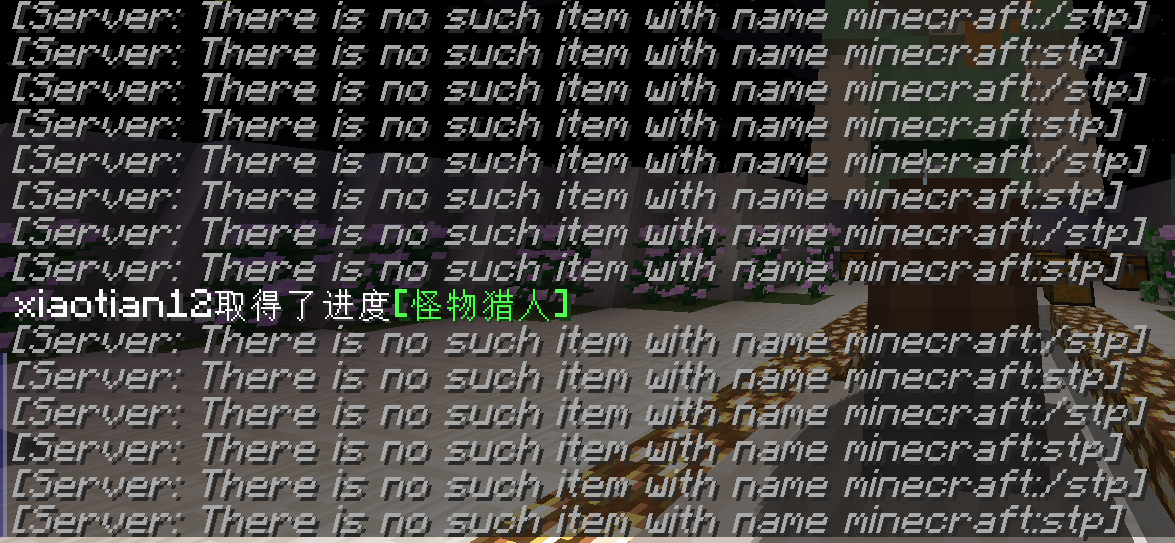 [Server: There is no such item with name minecraft:/stp]
[Server: There is no such item with name minecraft:stp]
[Server: There is no such item with name minecraft:/stp]
[Server: There is no such item with name minecraft:stp]
[Server: There is no such item with name minecraft:/stp]
[Server: There is no such item with name minecraft:stp]
[Server: There is no such item with name minecraft:/stp]
[Server: There is no such item with name minecraft:stp]
xiaotian12取得了进度[怪物猎人]
[Server: There is no such item with name minecraft:/stp]
[Server: There is no such item with name minecraft:stp]
[Server: There is no such item with name minecraft:/stp]
[Server: There is no such item with name minecraft:stp]
[Server: There is no such item with name minecraft:/stp]
[Server: There is no such item with name minecraft:stp]